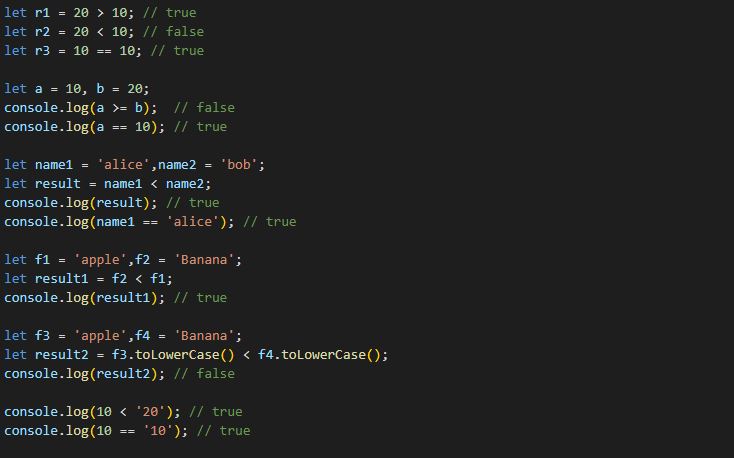 let r1 = 20 > 10; // true
let r2 = 20 < 10; // false
let r3 = 10 == 10; // true
let a = 10, b = 20;
console.log(a >= b);  // false
console.log(a == 10); // true
let name1 = 'alice',name2 = 'bob';
let result = name1 < name2;
console.log(result); // true
console.log(name1 == 'alice'); // true
let f1 = 'apple',f2 = 'Banana';
let result1 = f2 < f1;
console.log(result1); // true
let f3 = 'apple',f4 = 'Banana';
let result2 = f3.toLowerCase() < f4.toLowerCase();
console.log(result2); // false
console.log(10 < '20'); // true
console.log(10 == '10'); // true